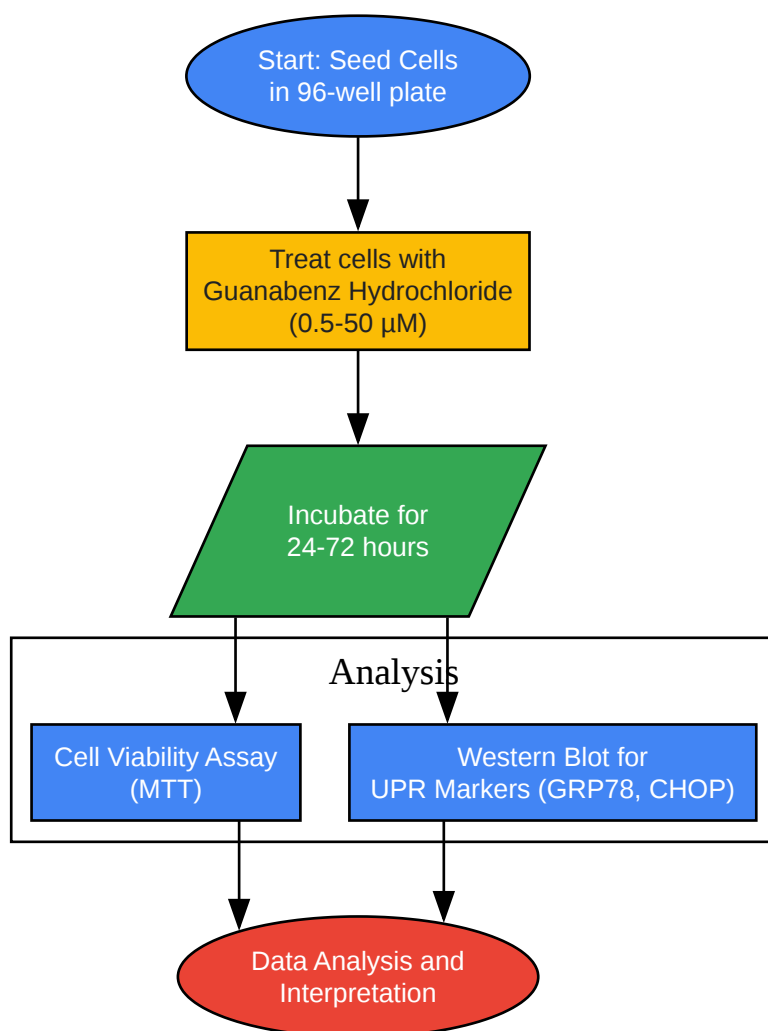 Start: Seed Cells
in 96-well plate
Treat cells with
Guanabenz Hydrochloride
(0.5-50 µM)
Incubate for
24-72 hours
Analysis
Cell Viability Assay
(MTT)
Western Blot for
UPR Markers (GRP78, CHOP)
Data Analysis and
Interpretation